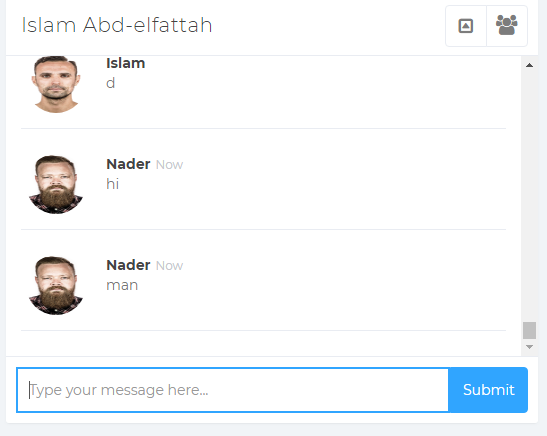 Islam Abd-elfattah
Islam
d
Nader Now
hi
Nader Now
man
Type your message here...
Submit